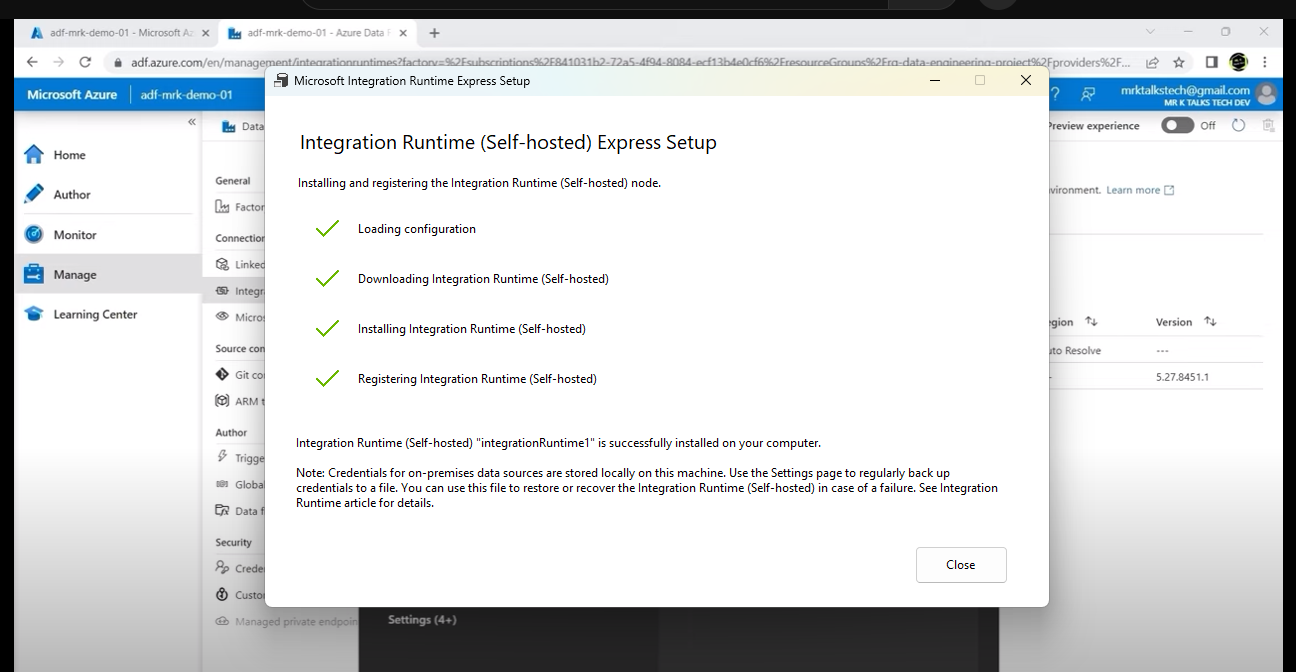 adf-mrk-demo-01 - Microsoft Az
adf-mrk-demo-01 - Azure Data
adf.azure.com/en/management/integrationruntimes?factory=%2Fsubscriptions%2F841031b2-72a5-4f94-8084-ecf13b4e0cf6%2FresourceGroups%2Frg-data-engineering-project%2Fproviders%2F...
Microsoft Azure
adf-mrk-demo-01
mrktalkstech@gmail.com
MR K TALKS TECH DEV
Home
Author
Monitor
Manage
Learning Center
Data
Preview experience
Off
General
Factor
Connection
Linked
Integr
Micros
Source con
Git co
ARM t
Author
Trigge
Global
Data f
Security
Crede
Custo
Managed private endpoin
Microsoft Integration Runtime Express Setup
Integration Runtime (Self-hosted) Express Setup
Installing and registering the Integration Runtime (Self-hosted) node.
Loading configuration
Downloading Integration Runtime (Self-hosted)
Installing Integration Runtime (Self-hosted)
Registering Integration Runtime (Self-hosted)
Integration Runtime (Self-hosted) "integrationRuntime1" is successfully installed on your computer.
Note: Credentials for on-premises data sources are stored locally on this machine. Use the Settings page to regularly back up
credentials to a file. You can use this file to restore or recover the Integration Runtime (Self-hosted) in case of a failure. See Integration
Runtime article for details.
Close
vironment. Learn more
egion
Version
uto Resolve
---
5.27.8451.1
Settings (4+)